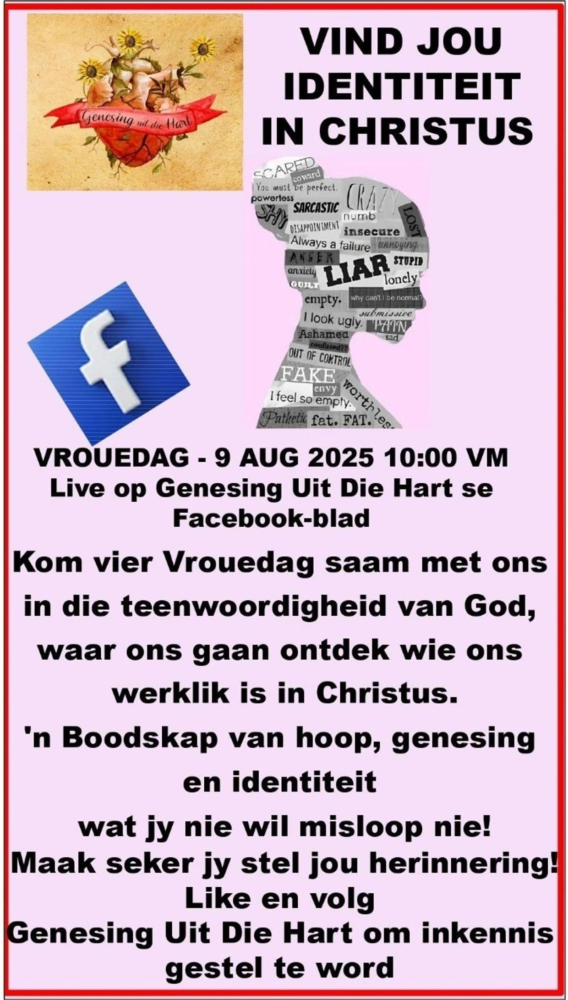 Genesing uit die Hart
VIND JOU
IDENTITEIT
IN CHRISTUS
SCARED
coward
You must be perfect.
powerless
CRAZY
SHY
SARCASTIC
numb
LOST
DISAPPOINTMENT
insecure
Always a failure
annoying
ANGER
LIAR
STUPID
anxiety
lonely
GUILT
empty.
why can't I be normal?
submissive
I look ugly.
PAIN
Ashamed
sad
confused??
OUT OF CONTROL
FAKE
envy
worthless
I feel so empty.
Pathetic
fat. FAT.
f
VROUEDAG - 9 AUG 2025 10:00 VM
Live op Genesing Uit Die Hart se
Facebook-blad
Kom vier Vrouedag saam met ons
in die teenwoordigheid van God,
waar ons gaan ontdek wie ons
werklik is in Christus.
'n Boodskap van hoop, genesing
en identiteit
wat jy nie wil misloop nie!
Maak seker jy stel jou herinnering!
Like en volg
Genesing Uit Die Hart om inkennis
gestel te word